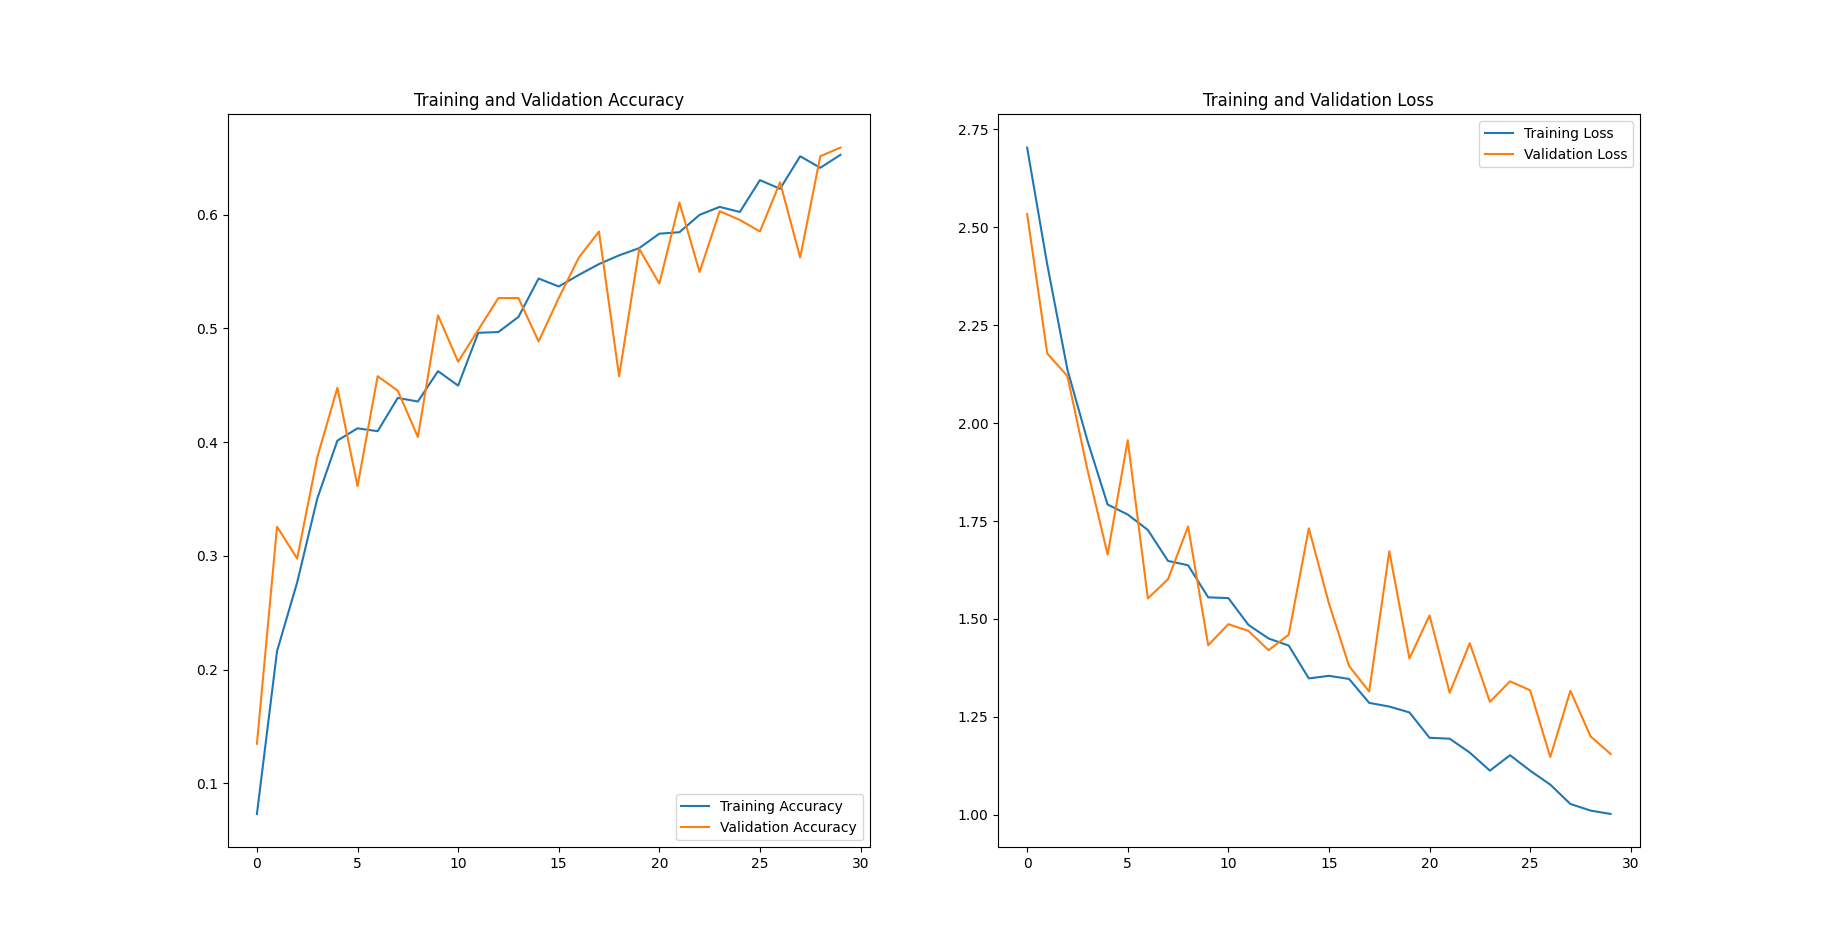 Training and Validation Accuracy
0.6
0.5
0.4
0.3
0.2
0.1
Training Accuracy
Validation Accuracy
0 5 10 15 20 25 30
Training and Validation Loss
2.75
2.50
2.25
2.00
1.75
1.50
1.25
1.00
Training Loss
Validation Loss
0 5 10 15 20 25 30